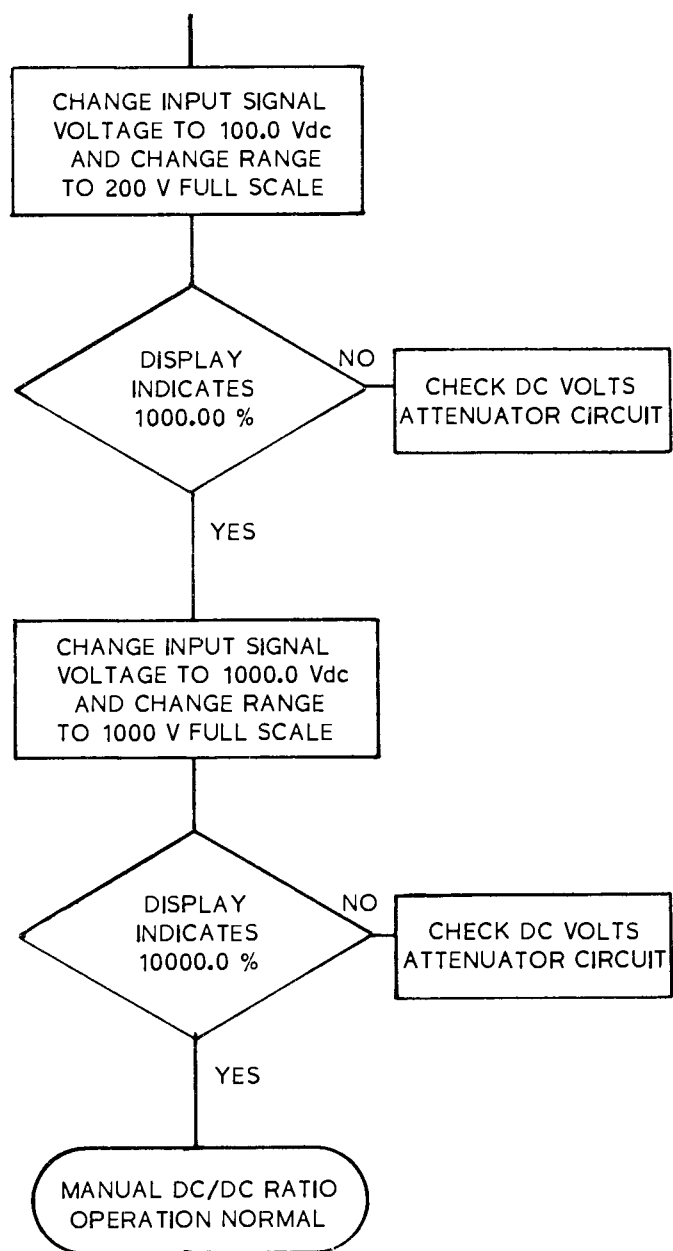 CHANGE INPUT SIGNAL
VOLTAGE TO 100.0 Vdc
AND CHANGE RANGE
TO 200 V FULL SCALE
DISPLAY
INDICATES
1000.00 %
NO
CHECK DC VOLTS
ATTENUATOR CIRCUIT
YES
CHANGE INPUT SIGNAL
VOLTAGE TO 1000.0 Vdc
AND CHANGE RANGE
TO 1000 V FULL SCALE
DISPLAY
INDICATES
10000.0 %
NO
CHECK DC VOLTS
ATTENUATOR CIRCUIT
YES
MANUAL DC/DC RATIO
OPERATION NORMAL